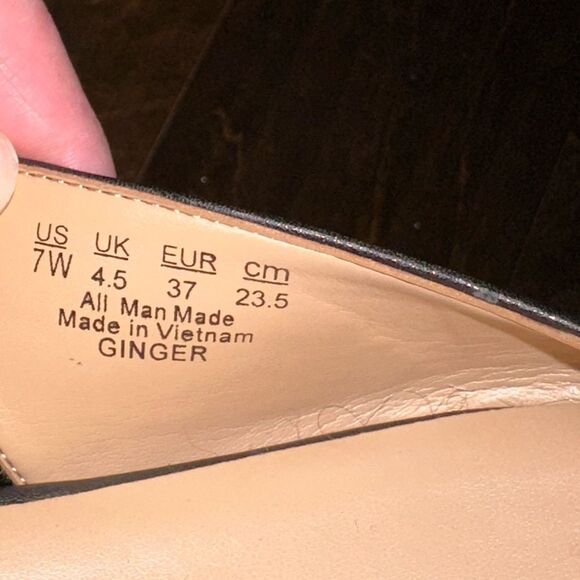 US UK EUR cm
7W 4.5 37 23.5
All Man Made
Made in Vietnam
GINGER